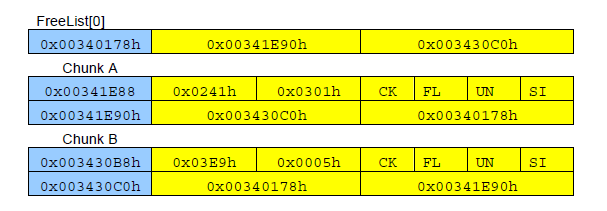 FreeList[0]
0x00340178h 0x00341E90h 0x003430C0h
Chunk A
0x00341E88 0x0241h 0x0301h CK FL UN SI
0x00341E90h 0x003430C0h 0x00340178h
Chunk B
0x003430B8h 0x03E9h 0x0005h CK FL UN SI
0x003430C0h 0x00340178h 0x00341E90h